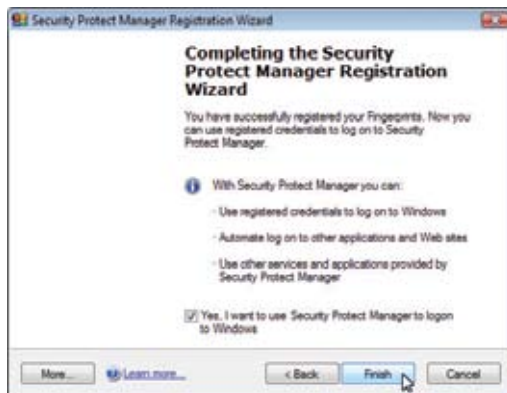 Security Protect Manager Registration Wizard
Completing the Security
Protect Manager Registration
Wizard
You have successfully registered your Fingerprints. Now you
can use registered credentials to log on to Security
Protect Manager.
With Security Protect Manager you can:
· Use registered credentials to log on to Windows
· Automate log on to other applications and Web sites
· Use other services and applications provided by
Security Protect Manager
Yes, I want to use Security Protect Manager to logon
to Windows
More...
Learn more...
< Back
Finish
Cancel